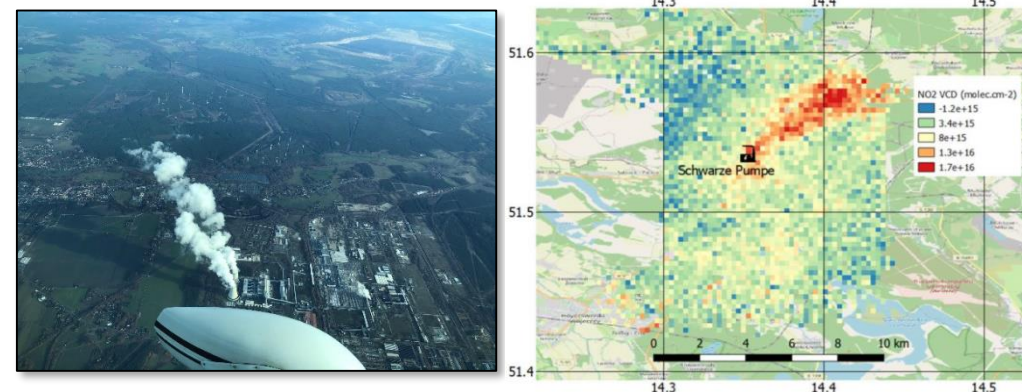 14.3 14.4 14.5
51.6
NO2 VCD (molec.cm-2)
-1.2e+15
3.4e+15
8e+15
1.3e+16
1.7e+16
Schwarze Pumpe
51.5
0 2 4 6 8 10 km
51.4
14.3 14.4 14.5